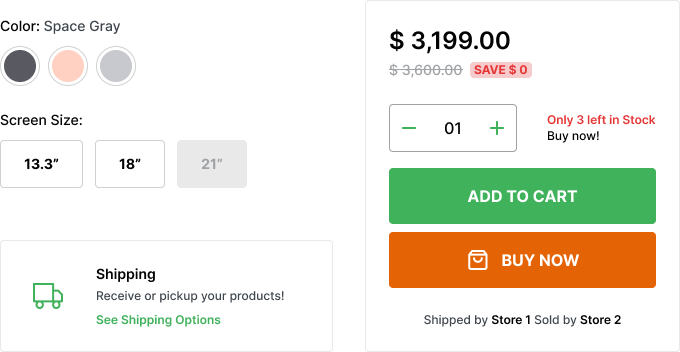 Color: Space Gray
Screen Size:
13.3” 18” 21”
Shipping
Receive or pickup your products!
See Shipping Options
$ 3,199.00
$ 3,600.00 SAVE $ 0
01
Only 3 left in Stock
Buy now!
ADD TO CART
BUY NOW
Shipped by Store 1 Sold by Store 2